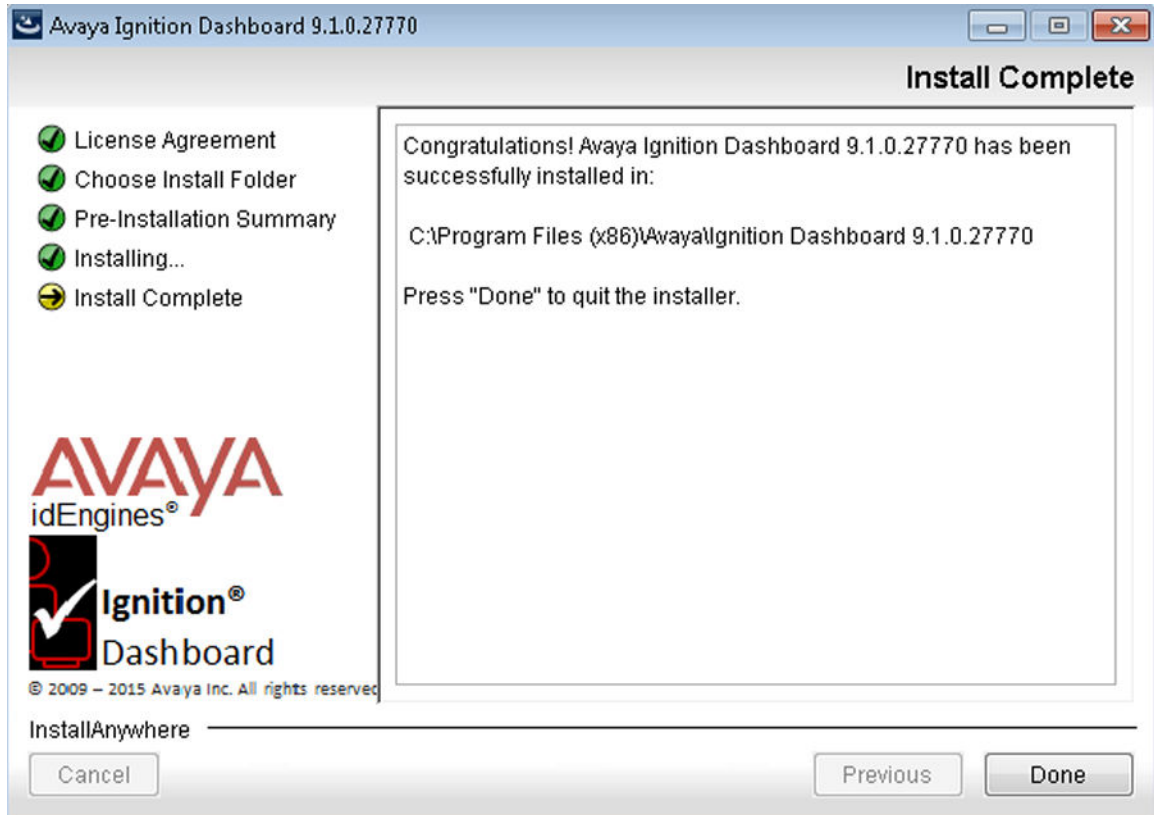 Avaya Ignition Dashboard 9.1.0.27770
Install Complete
License Agreement
Choose Install Folder
Pre-Installation Summary
Installing...
Install Complete
Congratulations! Avaya Ignition Dashboard 9.1.0.27770 has been
successfully installed in:
C:\Program Files (x86)\Avaya\Ignition Dashboard 9.1.0.27770
Press "Done" to quit the installer.
AVAYA
idEngines®
Ignition®
Dashboard
© 2009 – 2015 Avaya Inc. All rights reserved
InstallAnywhere
Cancel
Previous
Done